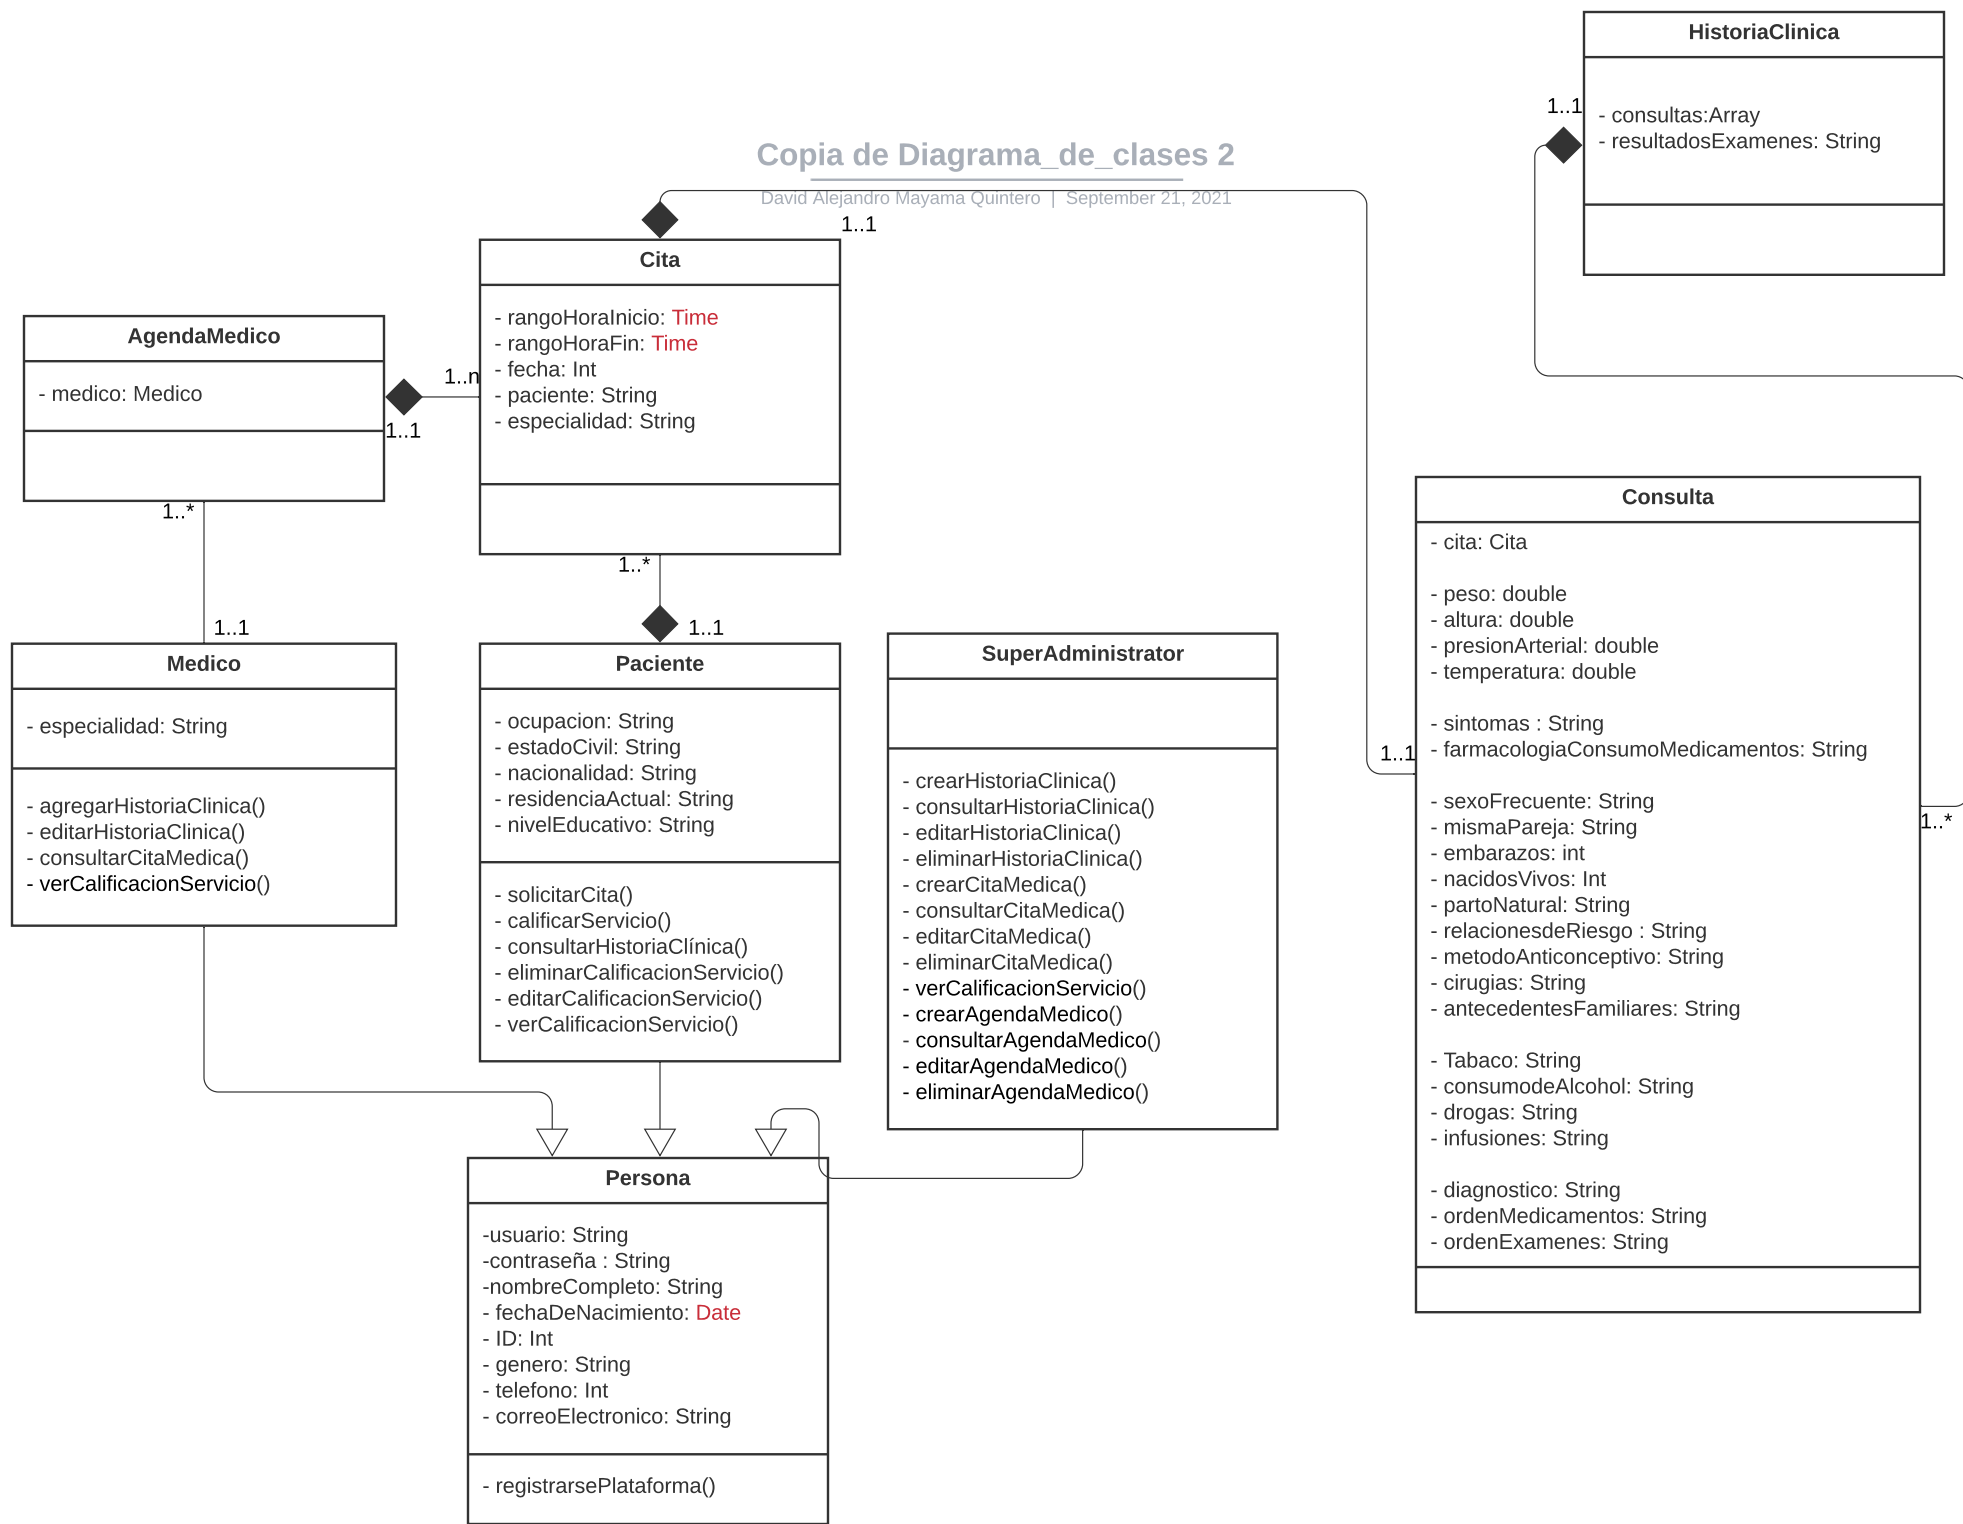 Copia de Diagrama_de_clases 2
David Alejandro Mayama Quintero | September 21, 2021
HistoriaClinica
- consultas:Array
- resultadosExamenes: String
1..1
1..1
Cita
- rangoHoraInicio: Time
- rangoHoraFin: Time
- fecha: Int
- paciente: String
- especialidad: String
AgendaMedico
- medico: Medico
1..n
1..1
1..*
1..1
1..*
1..1
Medico
- especialidad: String
- agregarHistoriaClinica()
- editarHistoriaClinica()
- consultarCitaMedica()
- verCalificacionServicio()
Paciente
- ocupacion: String
- estadoCivil: String
- nacionalidad: String
- residenciaActual: String
- nivelEducativo: String
- solicitarCita()
- calificarServicio()
- consultarHistoriaClínica()
- eliminarCalificacionServicio()
- editarCalificacionServicio()
- verCalificacionServicio()
SuperAdministrator
- crearHistoriaClinica()
- consultarHistoriaClinica()
- editarHistoriaClinica()
- eliminarHistoriaClinica()
- crearCitaMedica()
- consultarCitaMedica()
- editarCitaMedica()
- eliminarCitaMedica()
- verCalificacionServicio()
- crearAgendaMedico()
- consultarAgendaMedico()
- editarAgendaMedico()
- eliminarAgendaMedico()
Consulta
- cita: Cita
- peso: double
- altura: double
- presionArterial: double
- temperatura: double
- sintomas : String
- farmacologiaConsumoMedicamentos: String
- sexoFrecuente: String
- mismaPareja: String
- embarazos: int
- nacidosVivos: Int
- partoNatural: String
- relacionesdeRiesgo : String
- metodoAnticonceptivo: String
- cirugias: String
- antecedentesFamiliares: String
- Tabaco: String
- consumodeAlcohol: String
- drogas: String
- infusiones: String
- diagnostico: String
- ordenMedicamentos: String
- ordenExamenes: String
1..1
1..*
Persona
-usuario: String
-contraseña : String
-nombreCompleto: String
- fechaDeNacimiento: Date
- ID: Int
- genero: String
- telefono: Int
- correoElectronico: String
- registrarsePlataforma()